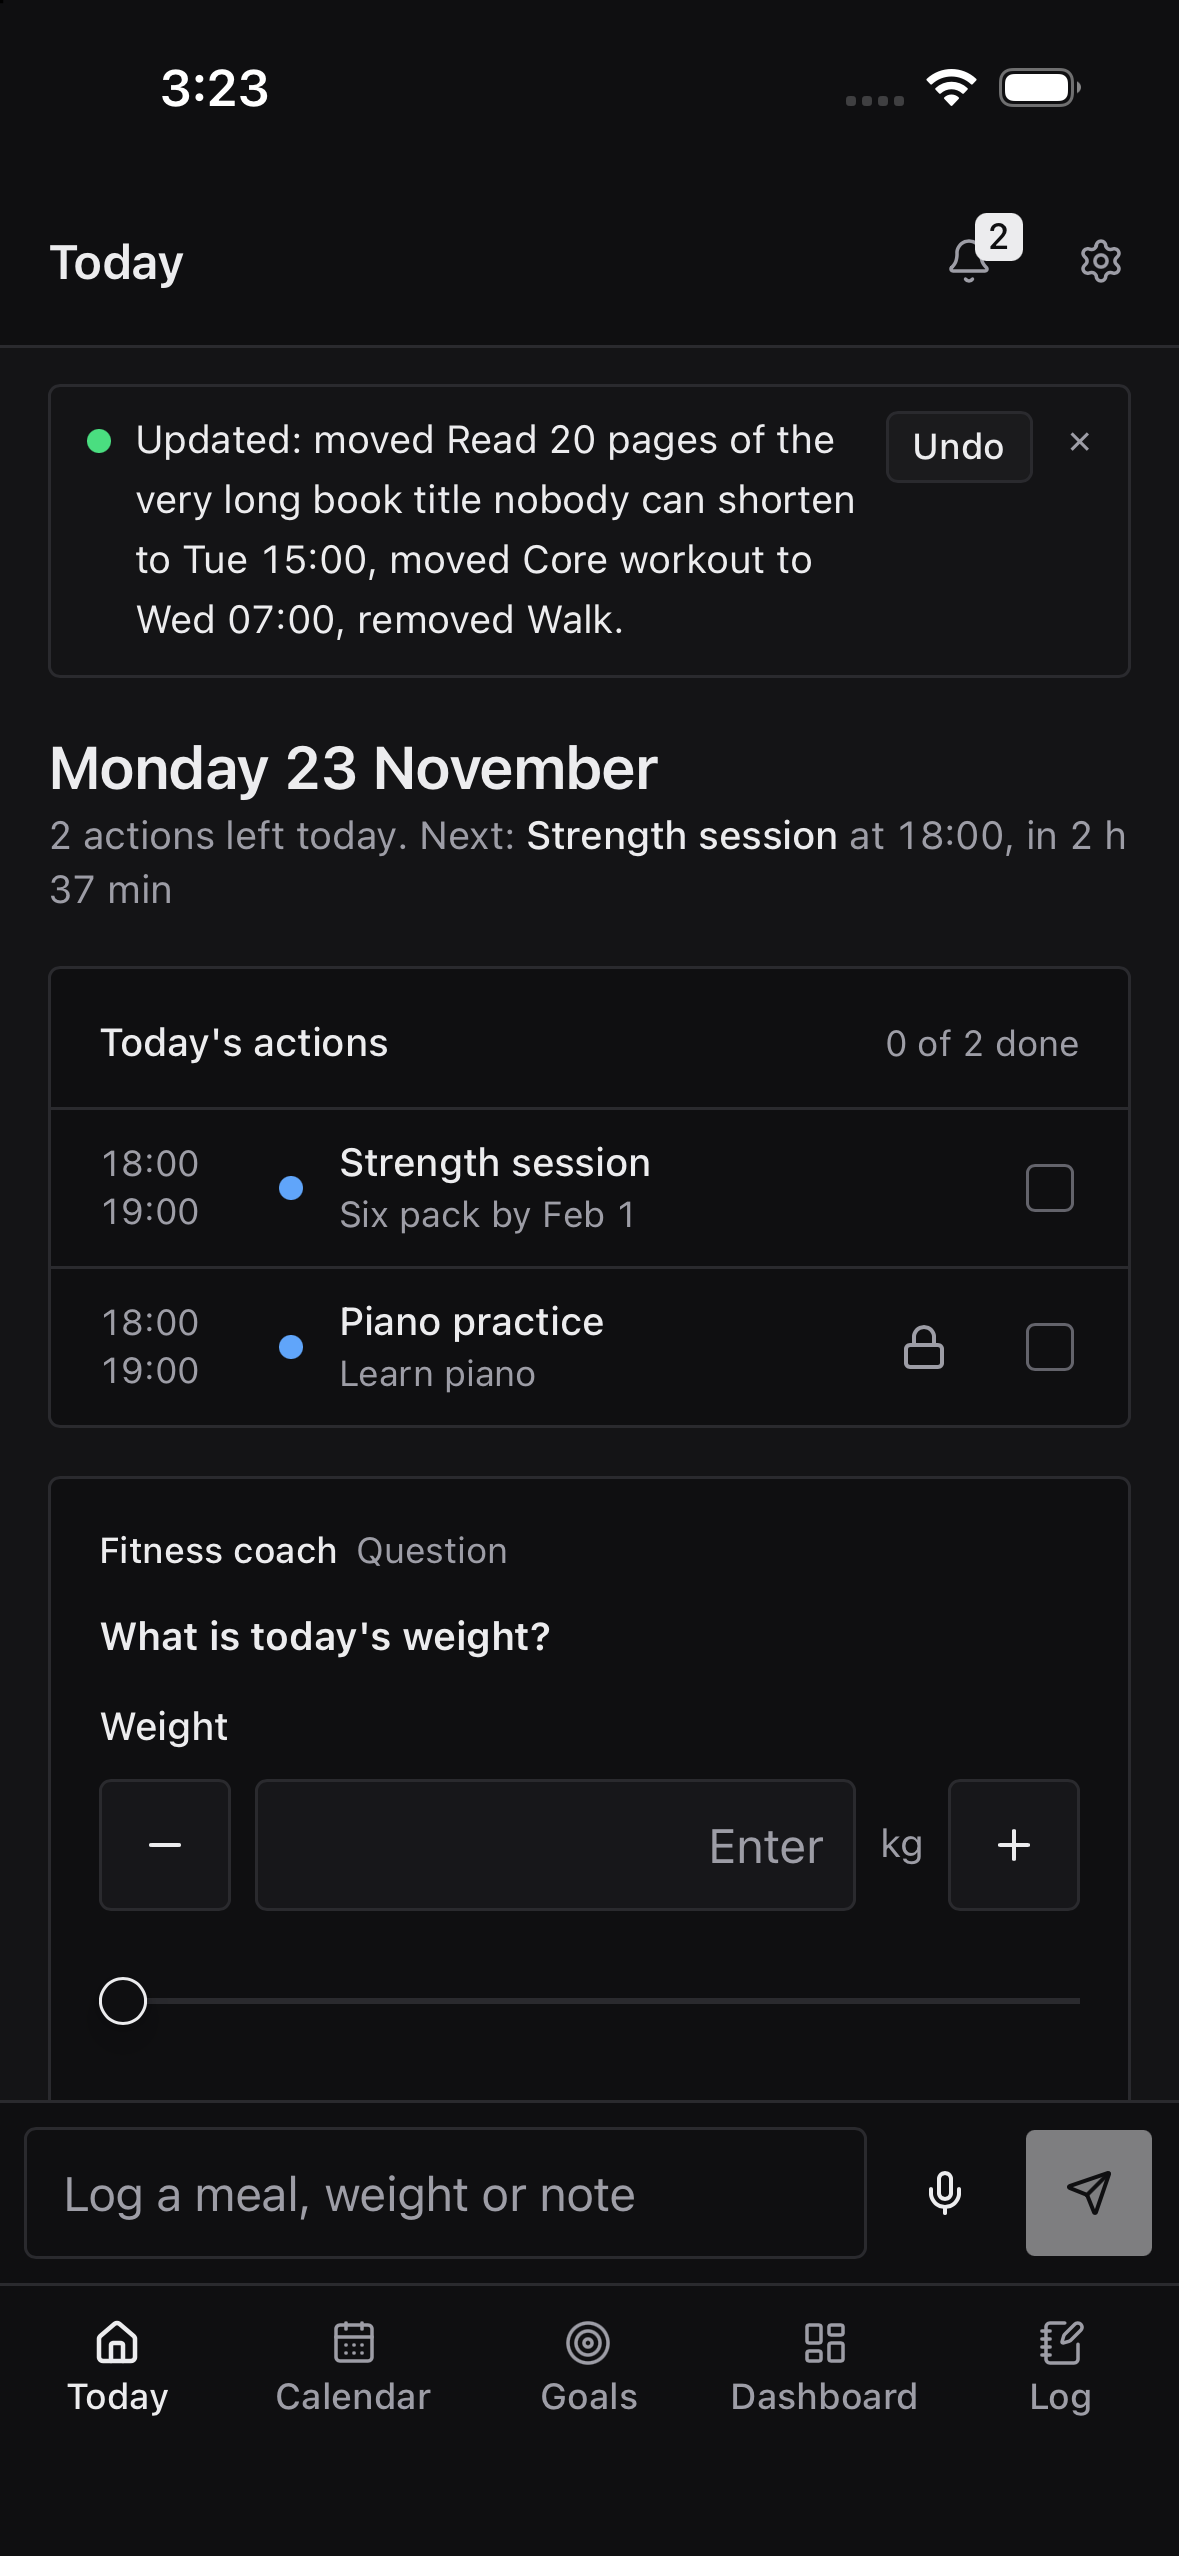 3:23
Today
2
Updated: moved Read 20 pages of the
very long book title nobody can shorten
to Tue 15:00, moved Core workout to
Wed 07:00, removed Walk.
Undo
×
Monday 23 November
2 actions left today. Next: Strength session at 18:00, in 2 h
37 min
Today's actions
0 of 2 done
18:00
19:00
Strength session
Six pack by Feb 1
18:00
19:00
Piano practice
Learn piano
Fitness coach Question
What is today's weight?
Weight
Enter
kg
Log a meal, weight or note
Today
Calendar
Goals
Dashboard
Log